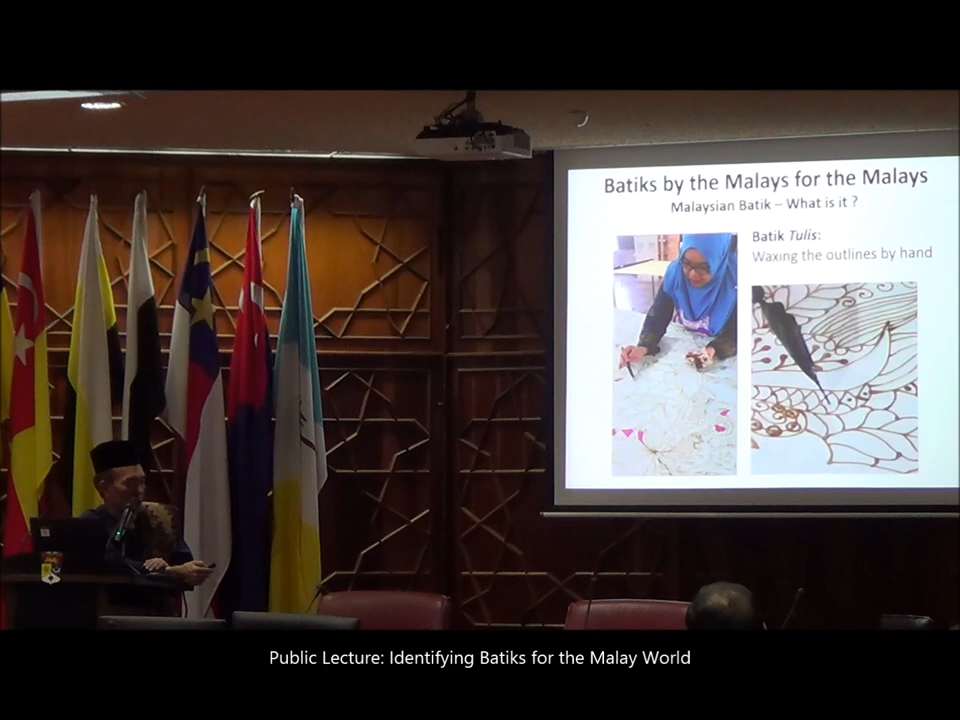 Batiks by the Malays for the Malays
Malaysian Batik – What is it ?
Batik Tulis:
Waxing the outlines by hand
Public Lecture: Identifying Batiks for the Malay World